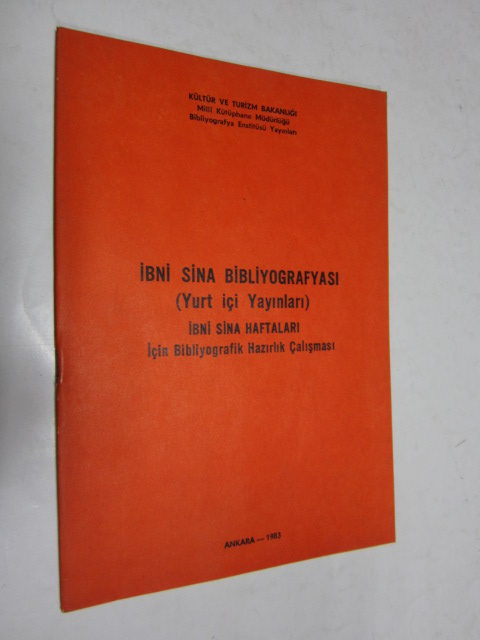 KÜLTÜR VE TURİZM BAKANLIĞI
Milli Kütüphane Müdürlüğü
Bibliyografya Enstitüsü Yayınları
İBNİ SİNA BİBLİYOGRAFYASI
(Yurt içi Yayınları)
İBNİ SİNA HAFTALARI
İçin Bibliyografik Hazırlık Çalışması
ANKARA — 1983